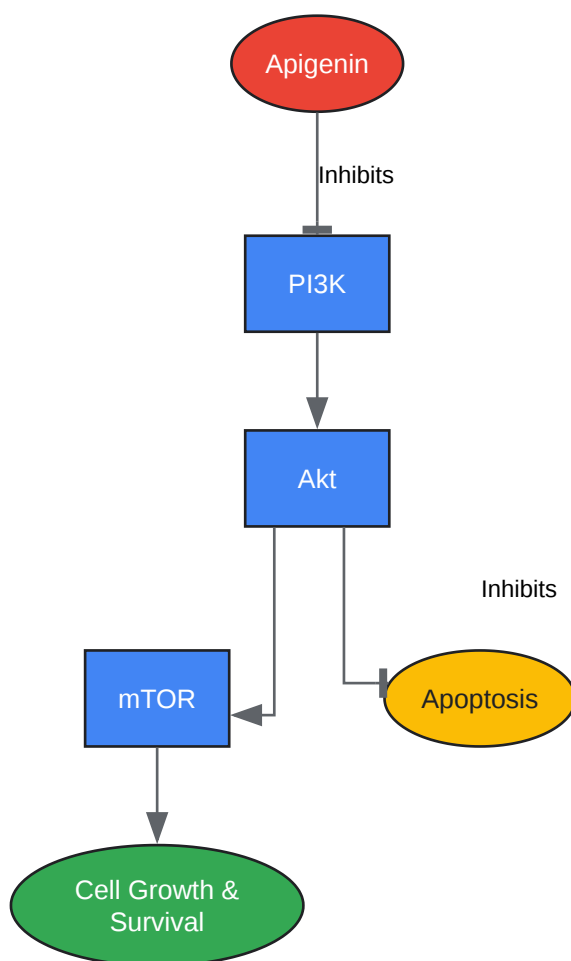 Apigenin
Inhibits
PI3K
Akt
Inhibits
mTOR
Apoptosis
Cell Growth &
Survival